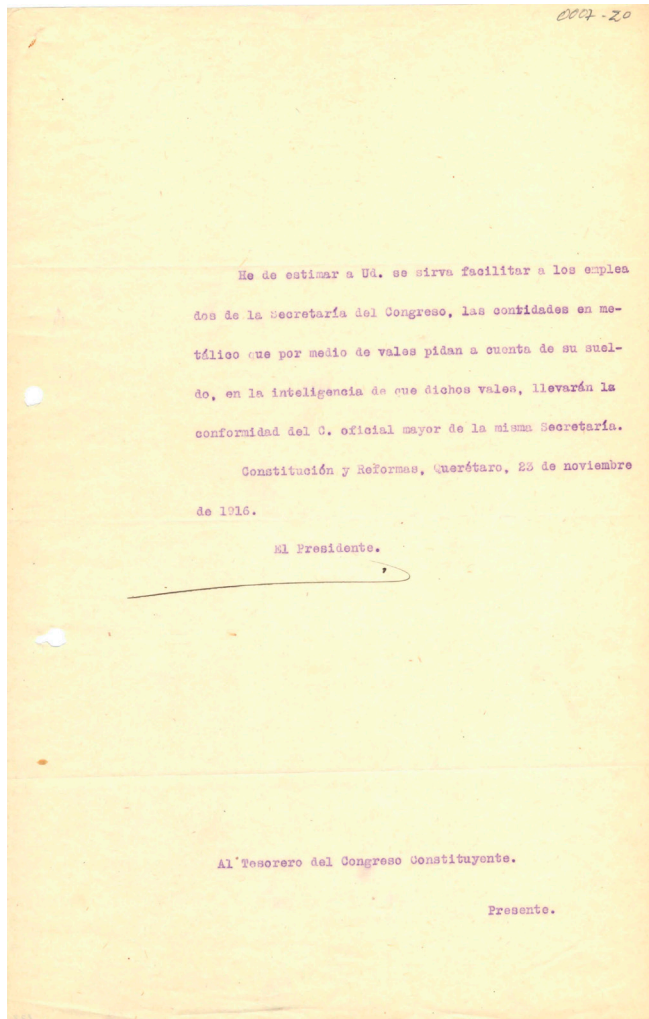 0007-20
He de estimar a Ud. se sirva facilitar a los emplea
dos de la Secretaría del Congreso, las contidades en me-
tálico que por medio de vales pidan a cuenta de su suel-
do, en la inteligencia de que dichos vales, llevarán la
conformidad del C. oficial mayor de la misma Secretaría.
Constitución y Reformas, Querétaro, 23 de noviembre
de 1916.
El Presidente.
Al Tesorero del Congreso Constituyente.
Presente.